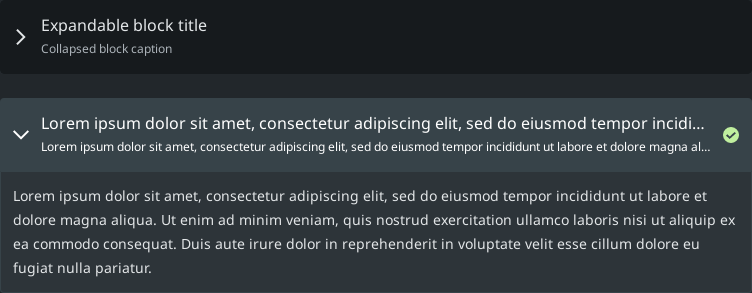 Expandable block title
Collapsed block caption
Lorem ipsum dolor sit amet, consectetur adipiscing elit, sed do eiusmod tempor incidi...
Lorem ipsum dolor sit amet, consectetur adipiscing elit, sed do eiusmod tempor incididunt ut labore et dolore magna al...
Lorem ipsum dolor sit amet, consectetur adipiscing elit, sed do eiusmod tempor incididunt ut labore et
dolore magna aliqua. Ut enim ad minim veniam, quis nostrud exercitation ullamco laboris nisi ut aliquip ex
ea commodo consequat. Duis aute irure dolor in reprehenderit in voluptate velit esse cillum dolore eu
fugiat nulla pariatur.